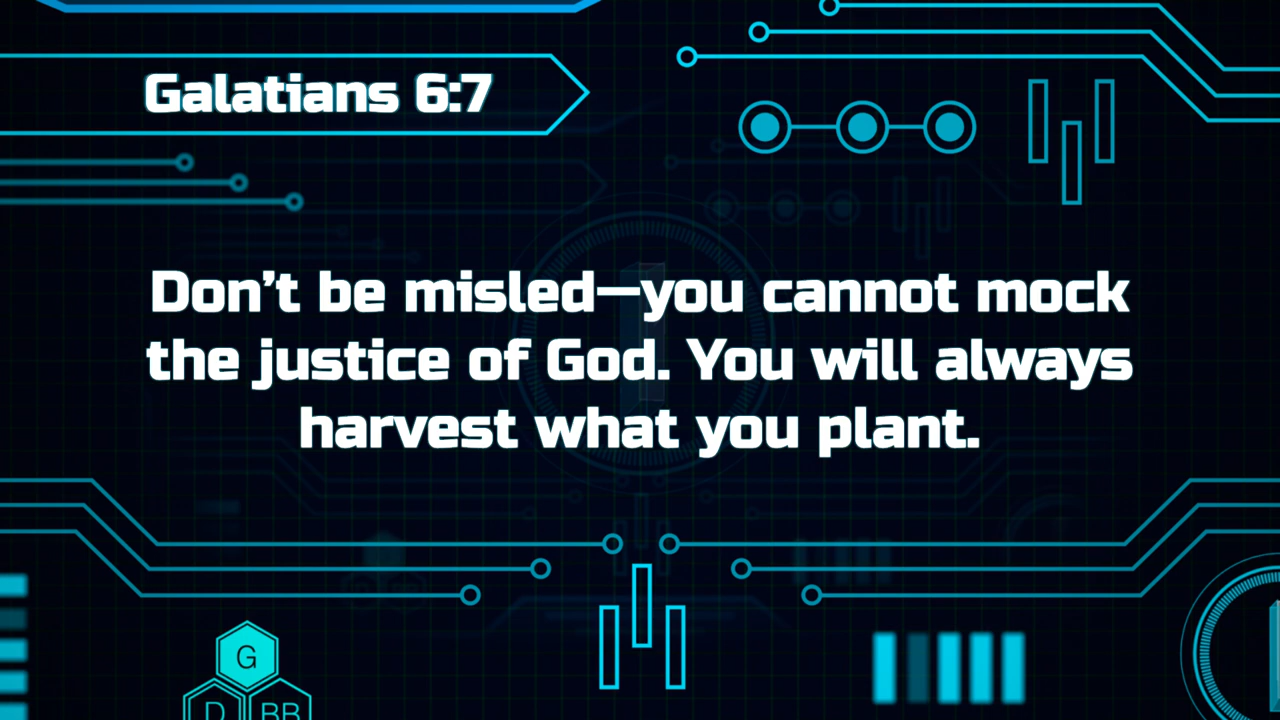 Galatians 6:7
Don’t be misled—you cannot mock
the justice of God. You will always
harvest what you plant.
G
D BB